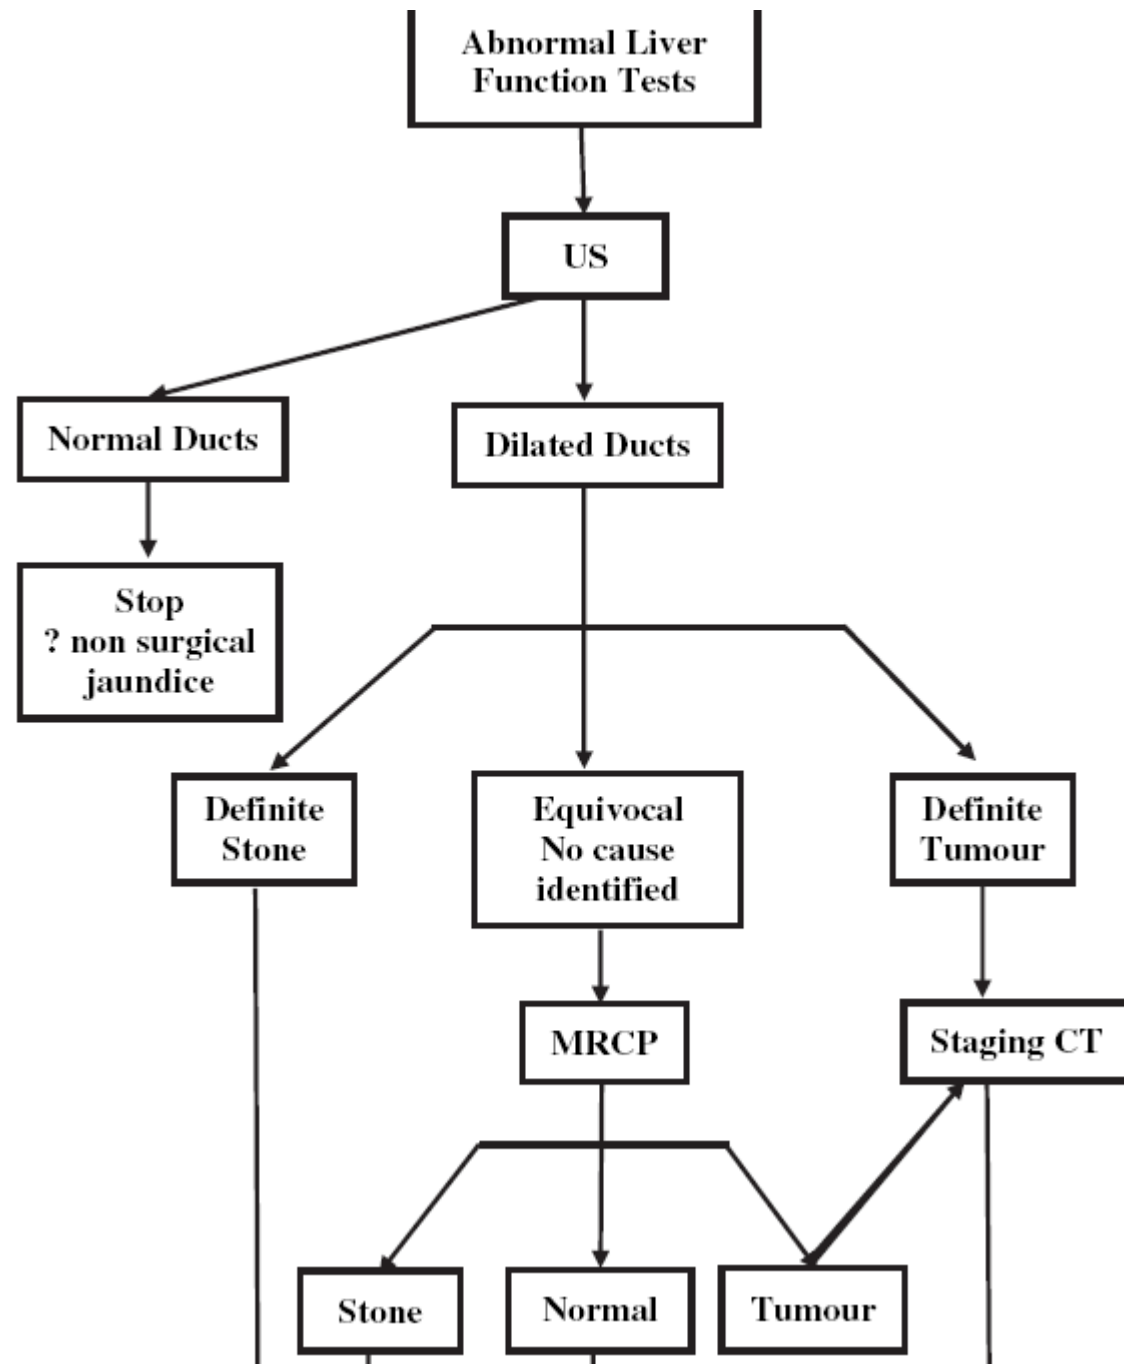 Abnormal Liver
Function Tests
US
Normal Ducts
Dilated Ducts
Stop
? non surgical
jaundice
Definite
Stone
Equivocal
No cause
identified
Definite
Tumour
MRCP
Staging CT
Stone
Normal
Tumour